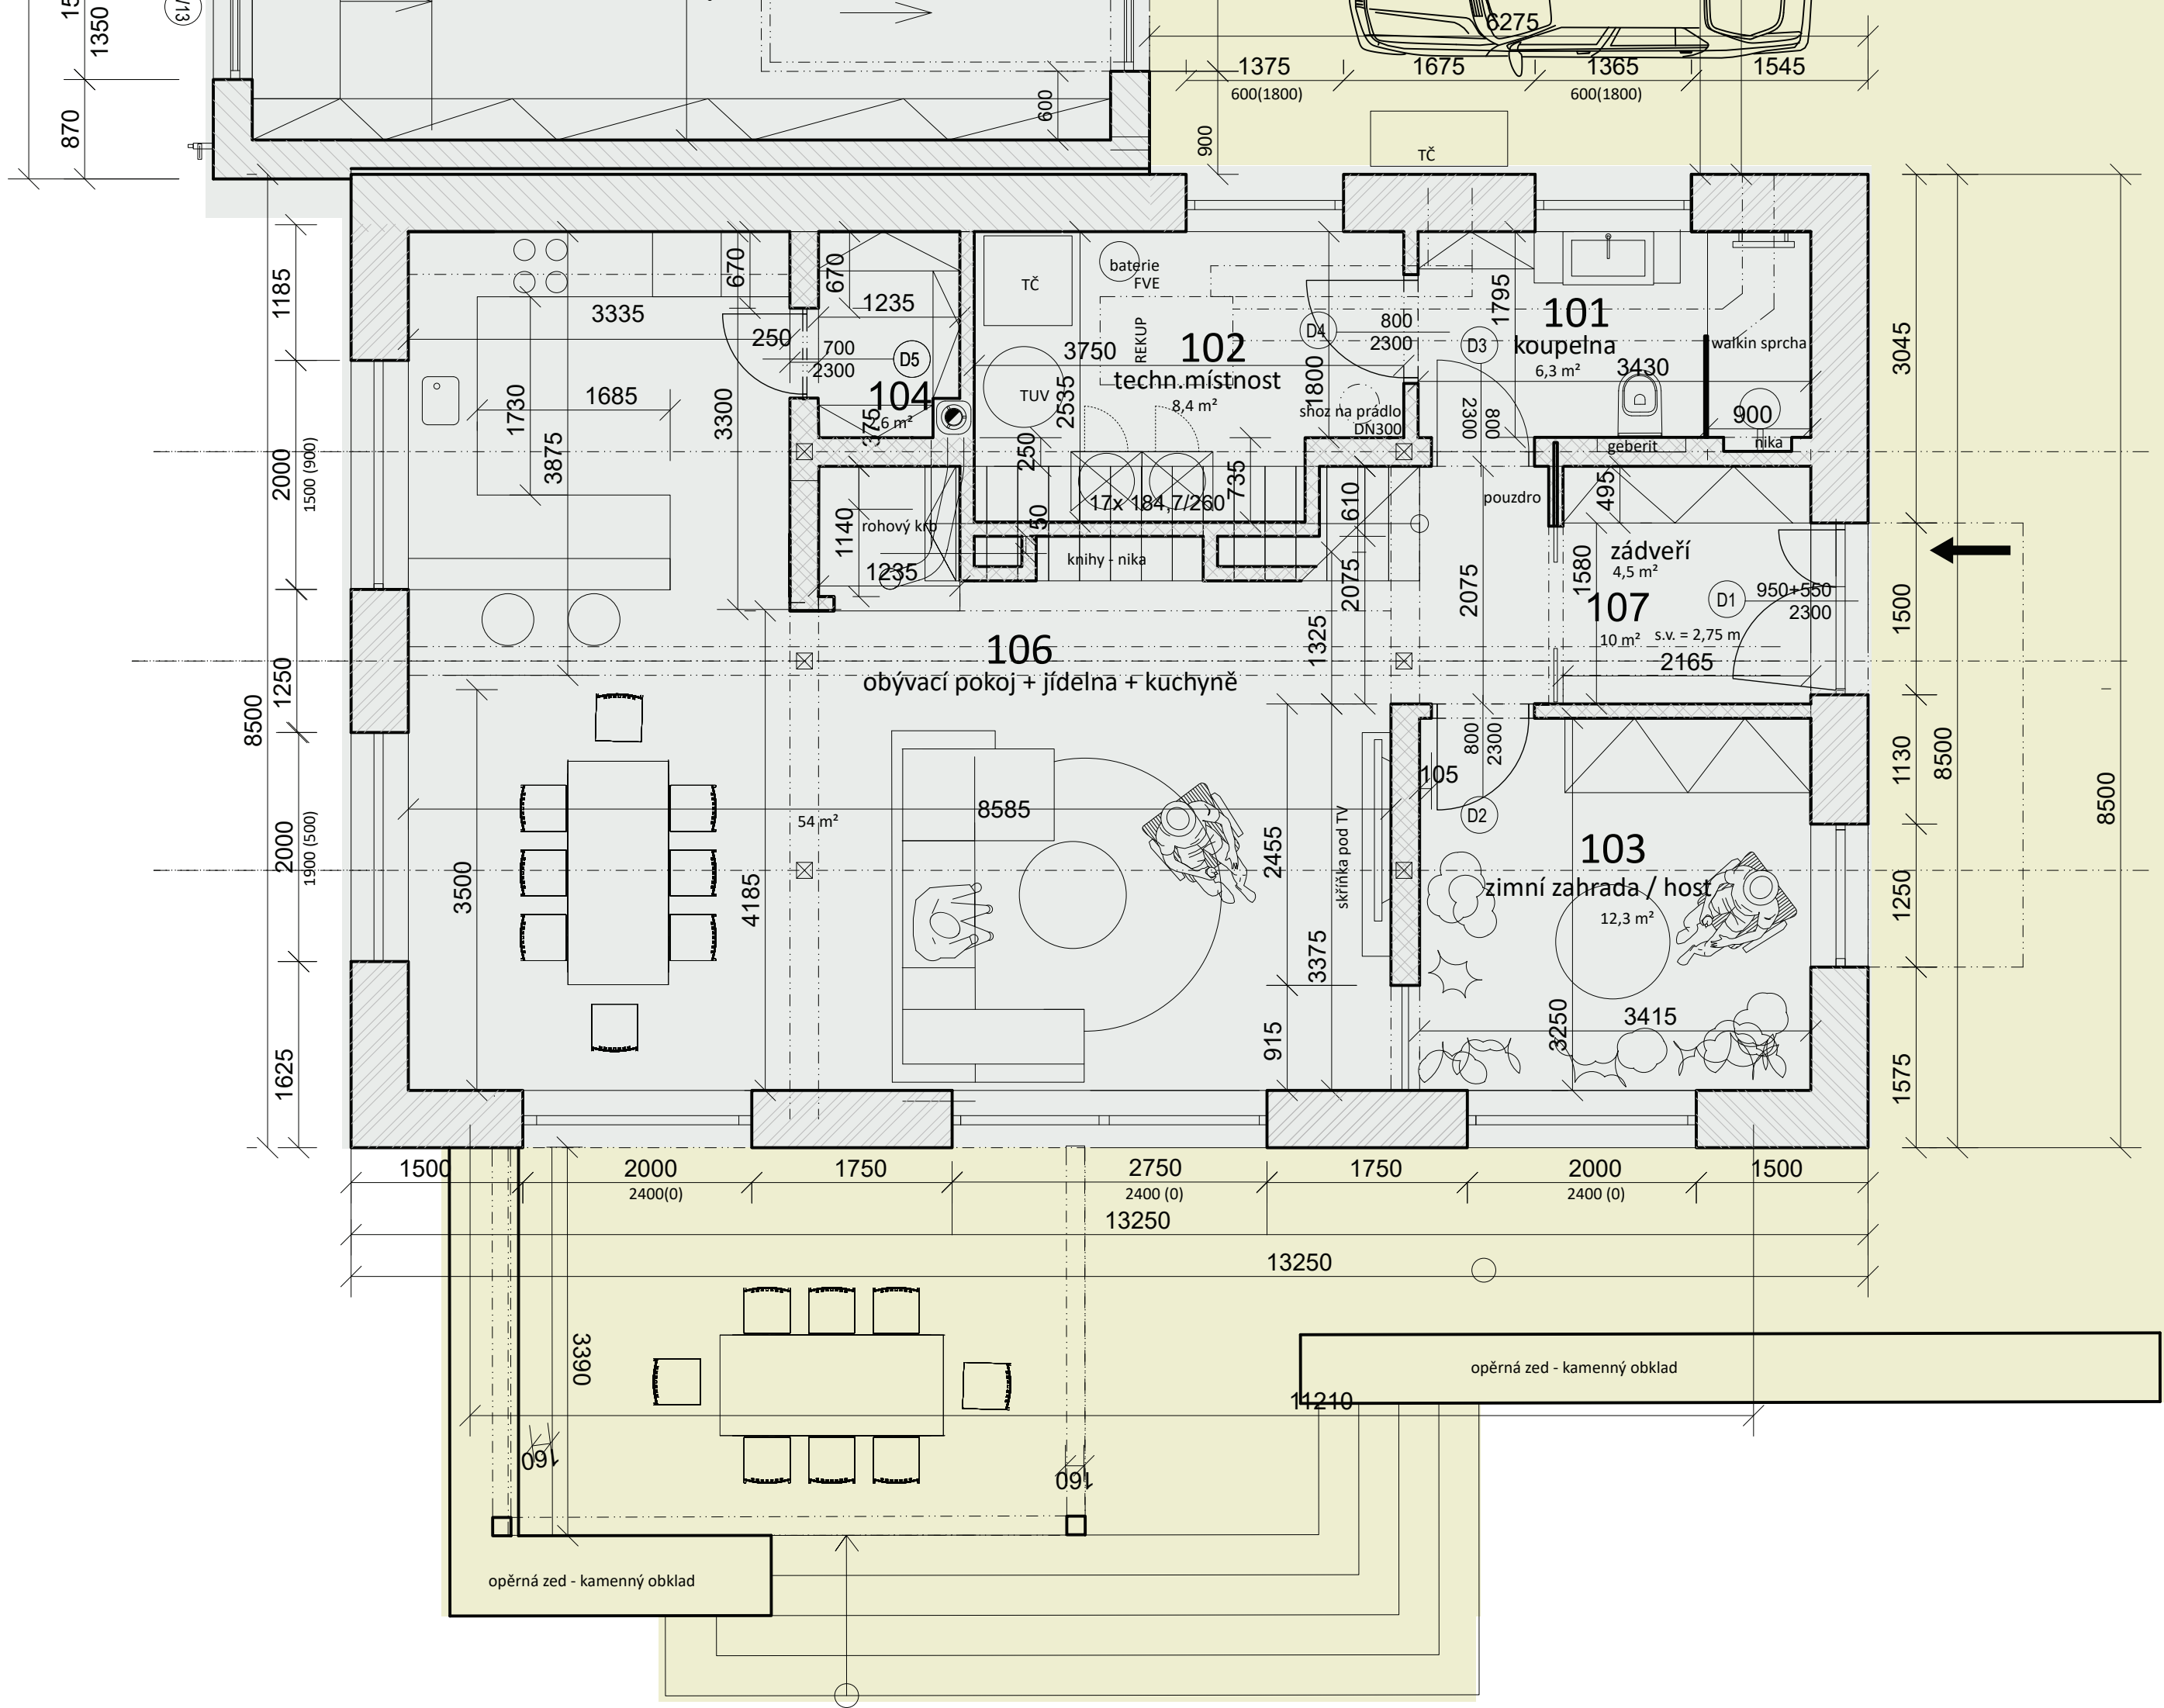 1350
870
/13
6275
1375
1675
1365
1545
600(1800)
600(1800)
600
900
TČ
1185
2000
1500 (900)
1250
8500
2000
1900 (500)
1625
3335
670
670
1235
250
700
2300
D5
104
375
1730
1685
3875
3300
TČ
baterie
FVE
REKUP
3750
102
techn.místnost
8,4 m²
TUV
2535
1800
D4
800
2300
shoz na prádlo
DN300
1795
101
koupelna
6,3 m²
3430
D3
2300
800
walkin sprcha
900
nika
geberit
250
735
17x 184,7/260
610
pouzdro
495
1140
rohový krb
1235
50
knihy - nika
2075
2075
1580
zádveří
4,5 m²
107
10 m²
s.v. = 2,75 m
D1
950+550
2300
2165
1325
106
obývací pokoj + jídelna + kuchyně
3045
1500
1130
8500
1250
1575
8500
800
2300
105
D2
8585
54 m²
3500
4185
2455
skříňka pod TV
3375
915
103
zimní zahrada / host
12,3 m²
3250
3415
1500
2000
1750
2750
1750
2000
1500
2400(0)
2400 (0)
2400 (0)
13250
13250
3390
11210
160
160
opěrná zed - kamenný obklad
opěrná zed - kamenný obklad